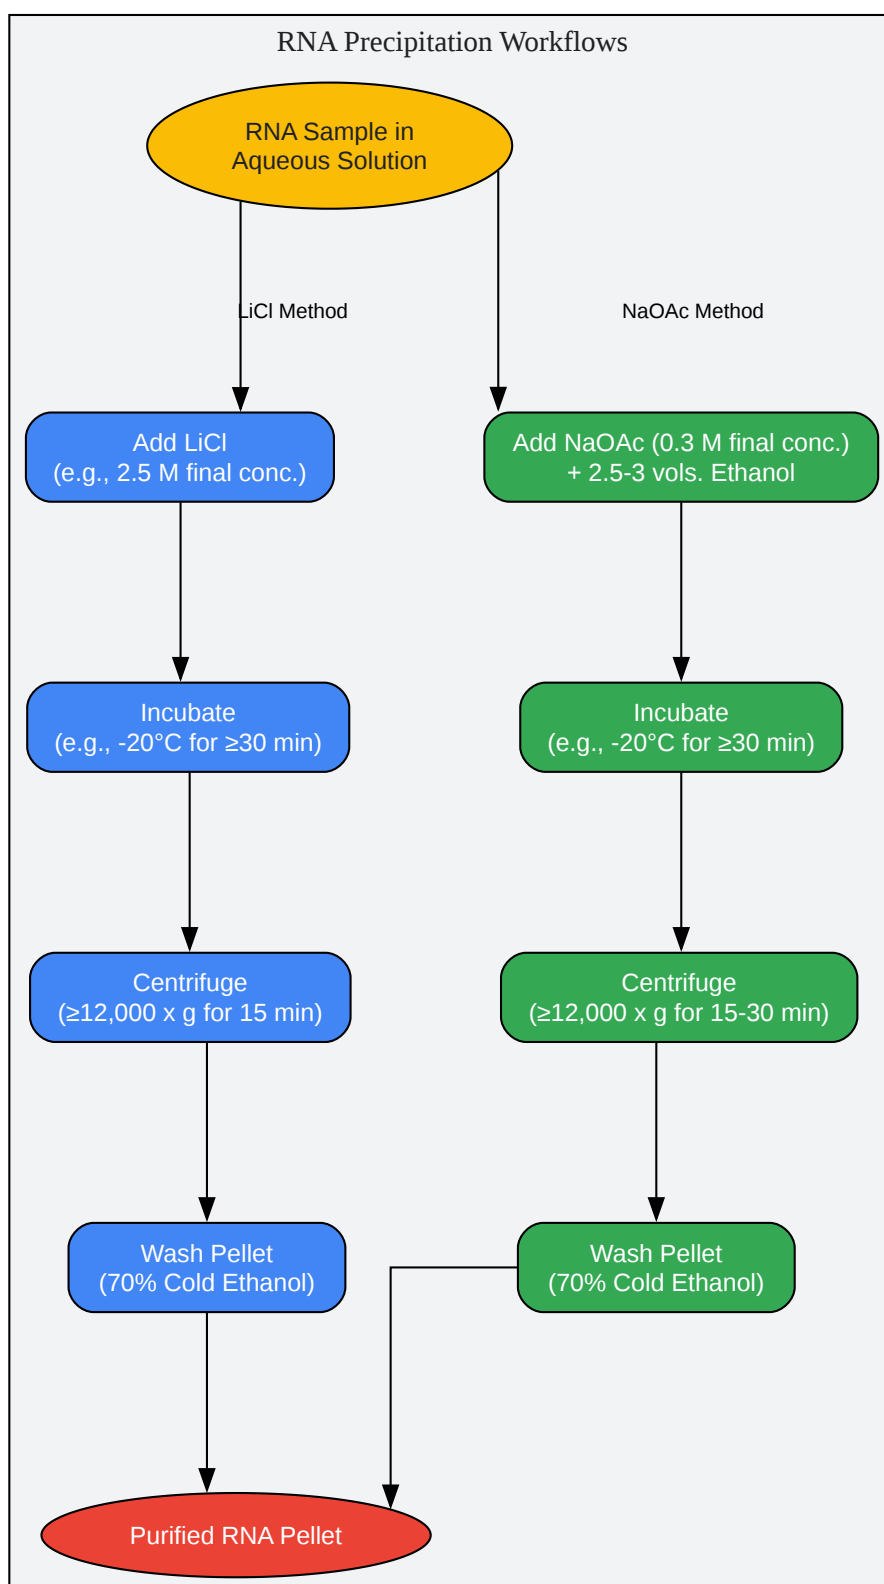 RNA Precipitation Workflows
RNA Sample in
Aqueous Solution
LiCl Method
NaOAc Method
Add LiCl
(e.g., 2.5 M final conc.)
Add NaOAc (0.3 M final conc.)
+ 2.5-3 vols. Ethanol
Incubate
(e.g., -20°C for ≥30 min)
Incubate
(e.g., -20°C for ≥30 min)
Centrifuge
(≥12,000 x g for 15 min)
Centrifuge
(≥12,000 x g for 15-30 min)
Wash Pellet
(70% Cold Ethanol)
Wash Pellet
(70% Cold Ethanol)
Purified RNA Pellet